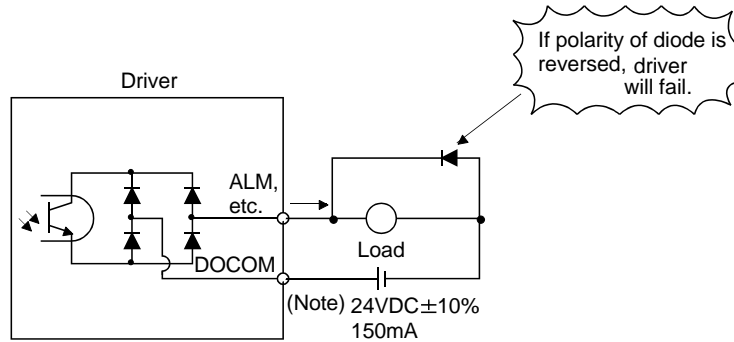 If polarity of diode is
reversed, driver
will fail.
Driver
ALM,
etc.
Load
DOCOM
(Note) 24VDC±10%
150mA